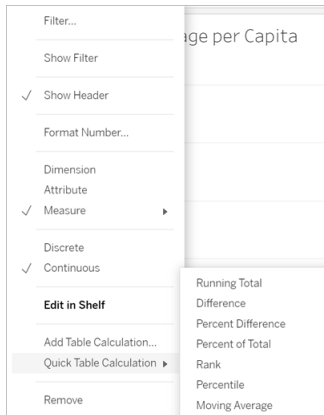 Filter...
age per Capita
Show Filter
Show Header
Format Number...
Dimension
Attribute
Measure
Discrete
Continuous
Edit in Shelf
Add Table Calculation...
Quick Table Calculation
Remove
Running Total
Difference
Percent Difference
Percent of Total
Rank
Percentile
Moving Average